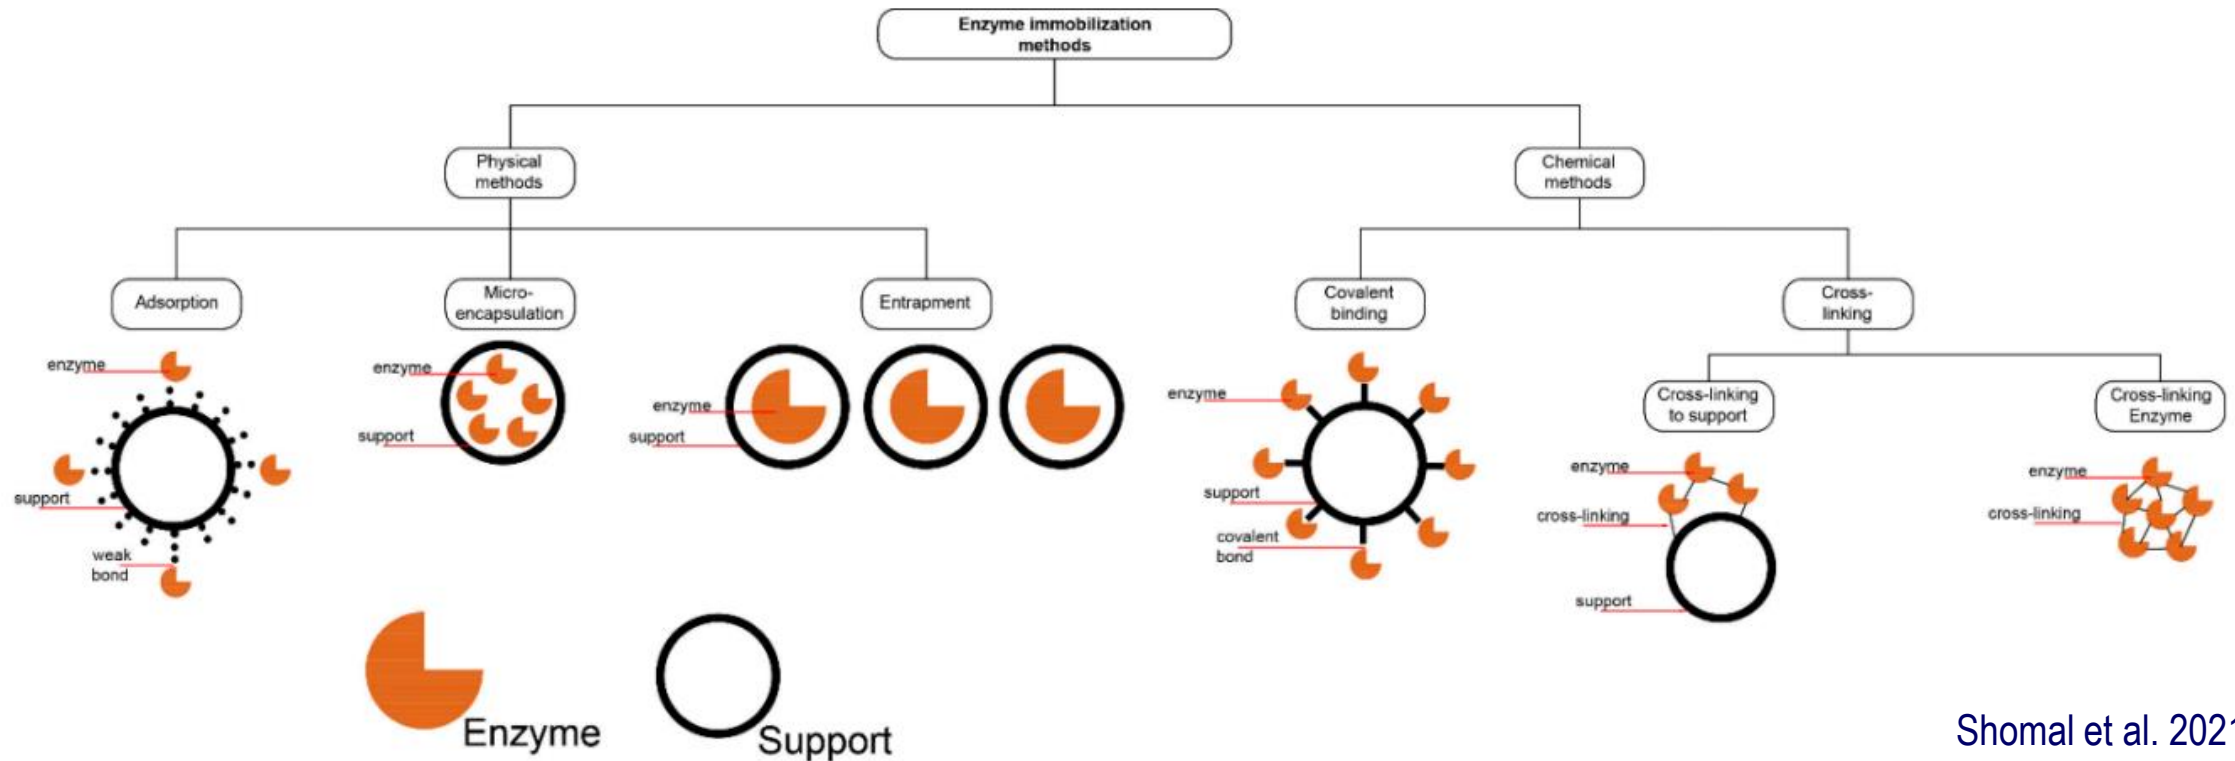 Enzyme immobilization
methods
Physical
methods
Chemical
methods
Adsorption
Micro-
encapsulation
Entrapment
Covalent
binding
Cross-
linking
Cross-linking
to support
Cross-linking
Enzyme
enzyme
support
weak
bond
enzyme
support
enzyme
support
enzyme
support
covalent
bond
enzyme
cross-linking
support
enzyme
cross-linking
Enzyme
Support
Shomal et al. 2021